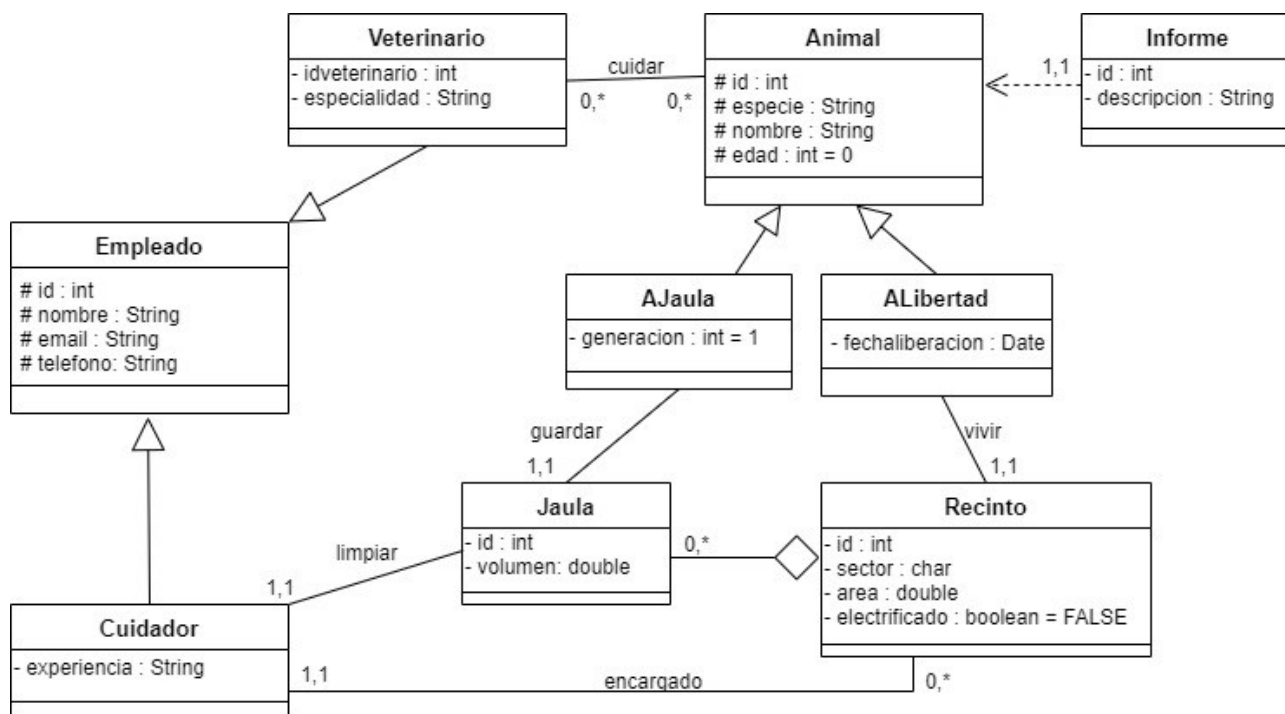 Veterinario
- idveterinario : int
- especialidad : String
cuidar
0,*
0,*
Animal
# id : int
# especie : String
# nombre : String
# edad : int = 0
1,1
Informe
- id : int
- descripcion : String
Empleado
# id : int
# nombre : String
# email : String
# telefono: String
AJaula
- generacion : int = 1
ALibertad
- fechaliberacion : Date
guardar
1,1
vivir
1,1
Jaula
- id : int
- volumen: double
0,*
Recinto
- id : int
- sector : char
- area : double
- electrificado : boolean = FALSE
limpiar
1,1
Cuidador
- experiencia : String
1,1
encargado
0,*